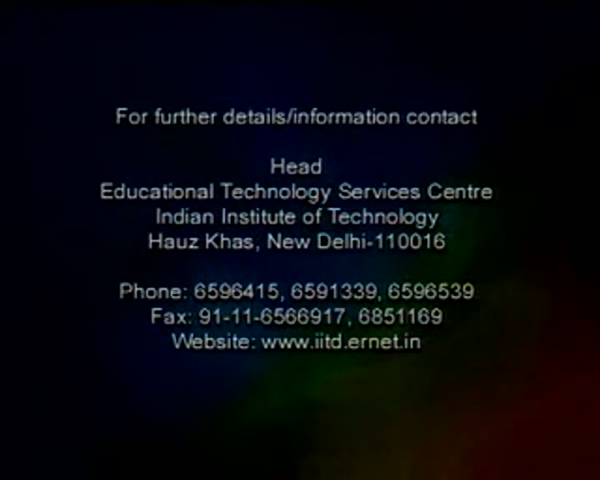 For further details/information contact
Head
Educational Technology Services Centre
Indian Institute of Technology
Hauz Khas, New Delhi-110016
Phone: 6596415, 6591339, 6596539
Fax: 91-11-6566917, 6851169
Website: www.iitd.ernet.in